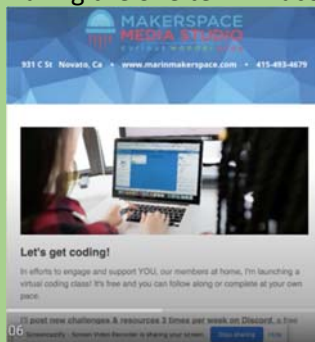 MAKERSPACE
MEDIA STUDIO
931 C St Novato, Ca • www.marinmakerspace.com • 415-493-4679
Let's get coding!
In efforts to engage and support YOU, our members at home, I'm launching a
virtual coding class! It's free and you can follow along or complete at your own
pace.
I'll post new challenges & resources 3 times per week on Discord, a free
06
Screencastify - Screen Video Recorder is sharing your screen. Stop sharing Hide